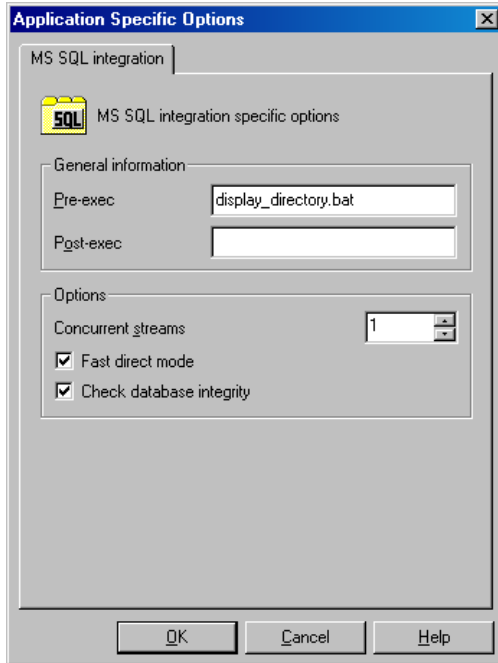 Application Specific Options
MS SQL integration
SQL MS SQL integration specific options
General information
Pre-exec display_directory.bat
Post-exec
Options
Concurrent streams 1
Fast direct mode
Check database integrity
OK Cancel Help